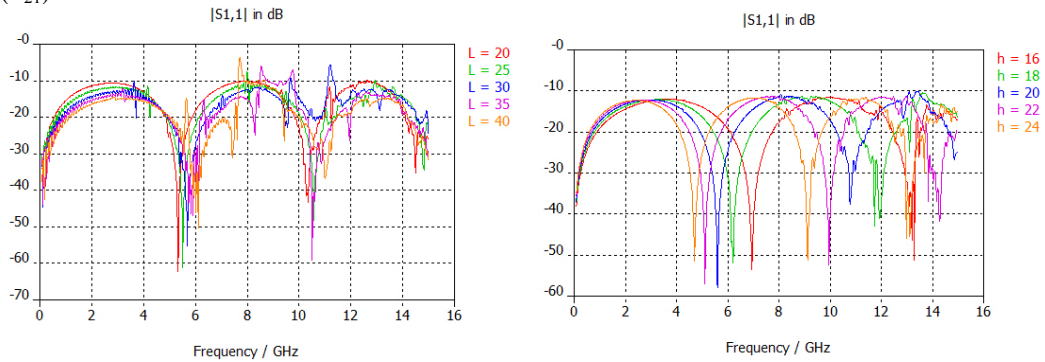 |S1,1| in dB
-0
-10
-20
-30
-40
-50
-60
-70
0 2 4 6 8 10 12 14 16
Frequency / GHz
L = 20
L = 25
L = 30
L = 35
L = 40
|S1,1| in dB
-0
-10
-20
-30
-40
-50
-60
0 2 4 6 8 10 12 14 16
Frequency / GHz
h = 16
h = 18
h = 20
h = 22
h = 24